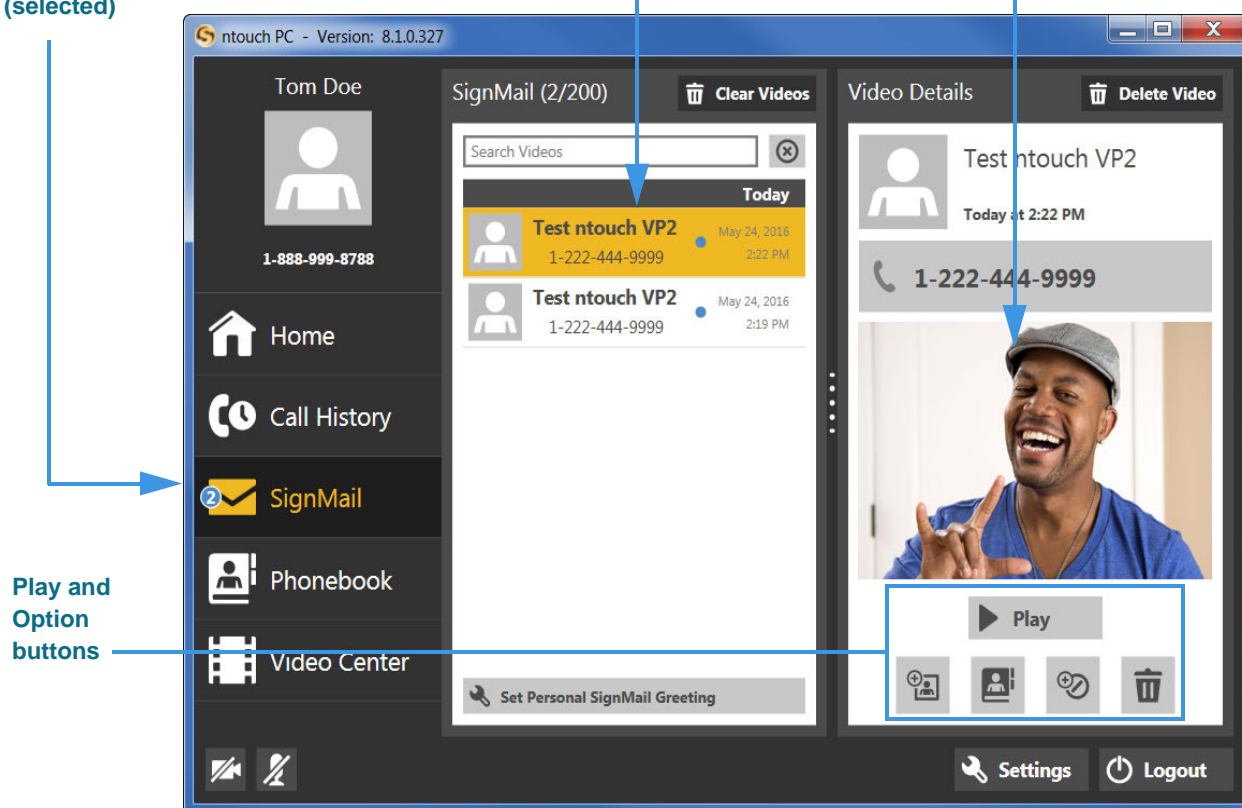 (selected)
ntouch PC - Version: 8.1.0.327
Tom Doe
1-888-999-8788
Home
Call History
2
SignMail
Phonebook
Video Center
SignMail (2/200)
Clear Videos
Search Videos
Today
Test ntouch VP2
May 24, 2016
1-222-444-9999
2:22 PM
Test ntouch VP2
May 24, 2016
1-222-444-9999
2:19 PM
Set Personal SignMail Greeting
Video Details
Delete Video
Test ntouch VP2
Today at 2:22 PM
1-222-444-9999
Play
Settings
Logout
Play and
Option
buttons